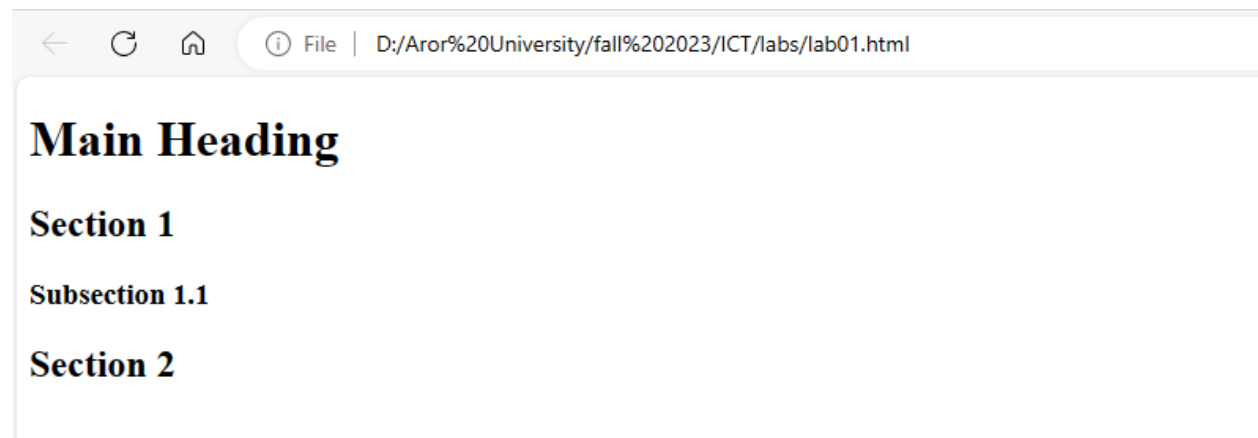 File D:/Aror%20University/fall%202023/ICT/labs/lab01.html
Main Heading
Section 1
Subsection 1.1
Section 2